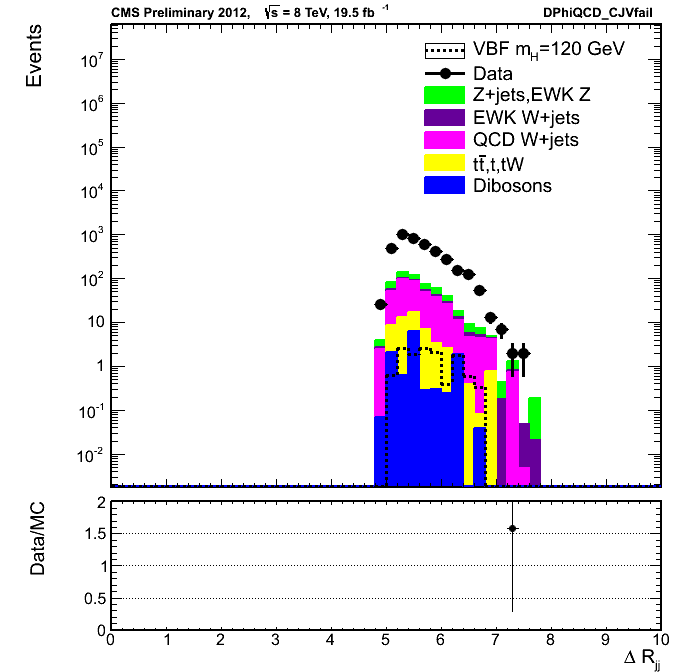 CMS Preliminary 2012, √s = 8 TeV, 19.5 fb⁻¹ DPhiQCD_CJVfail
Events
10⁷
10⁶
10⁵
10⁴
10³
10²
10
1
10⁻¹
10⁻²
VBF m_H=120 GeV
Data
Z+jets,EWK Z
EWK W+jets
QCD W+jets
tt̄,t,tW
Dibosons
Data/MC
2
1.5
1
0.5
0
0 1 2 3 4 5 6 7 8 9 10
Δ R_jj